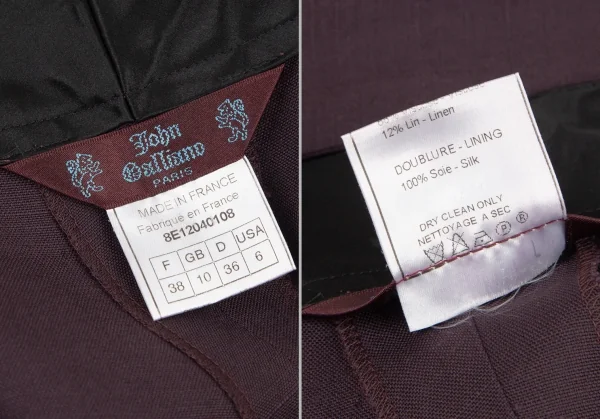 John
Galliano
PARIS
MADE IN FRANCE
Fabrique en France
8E12040108
F GB D USA
38 10 36 6
12% Lin - Linen
DOUBLURE - LINING
100% Soie - Silk
DRY CLEAN ONLY
NETTOYAGE A SEC
P R